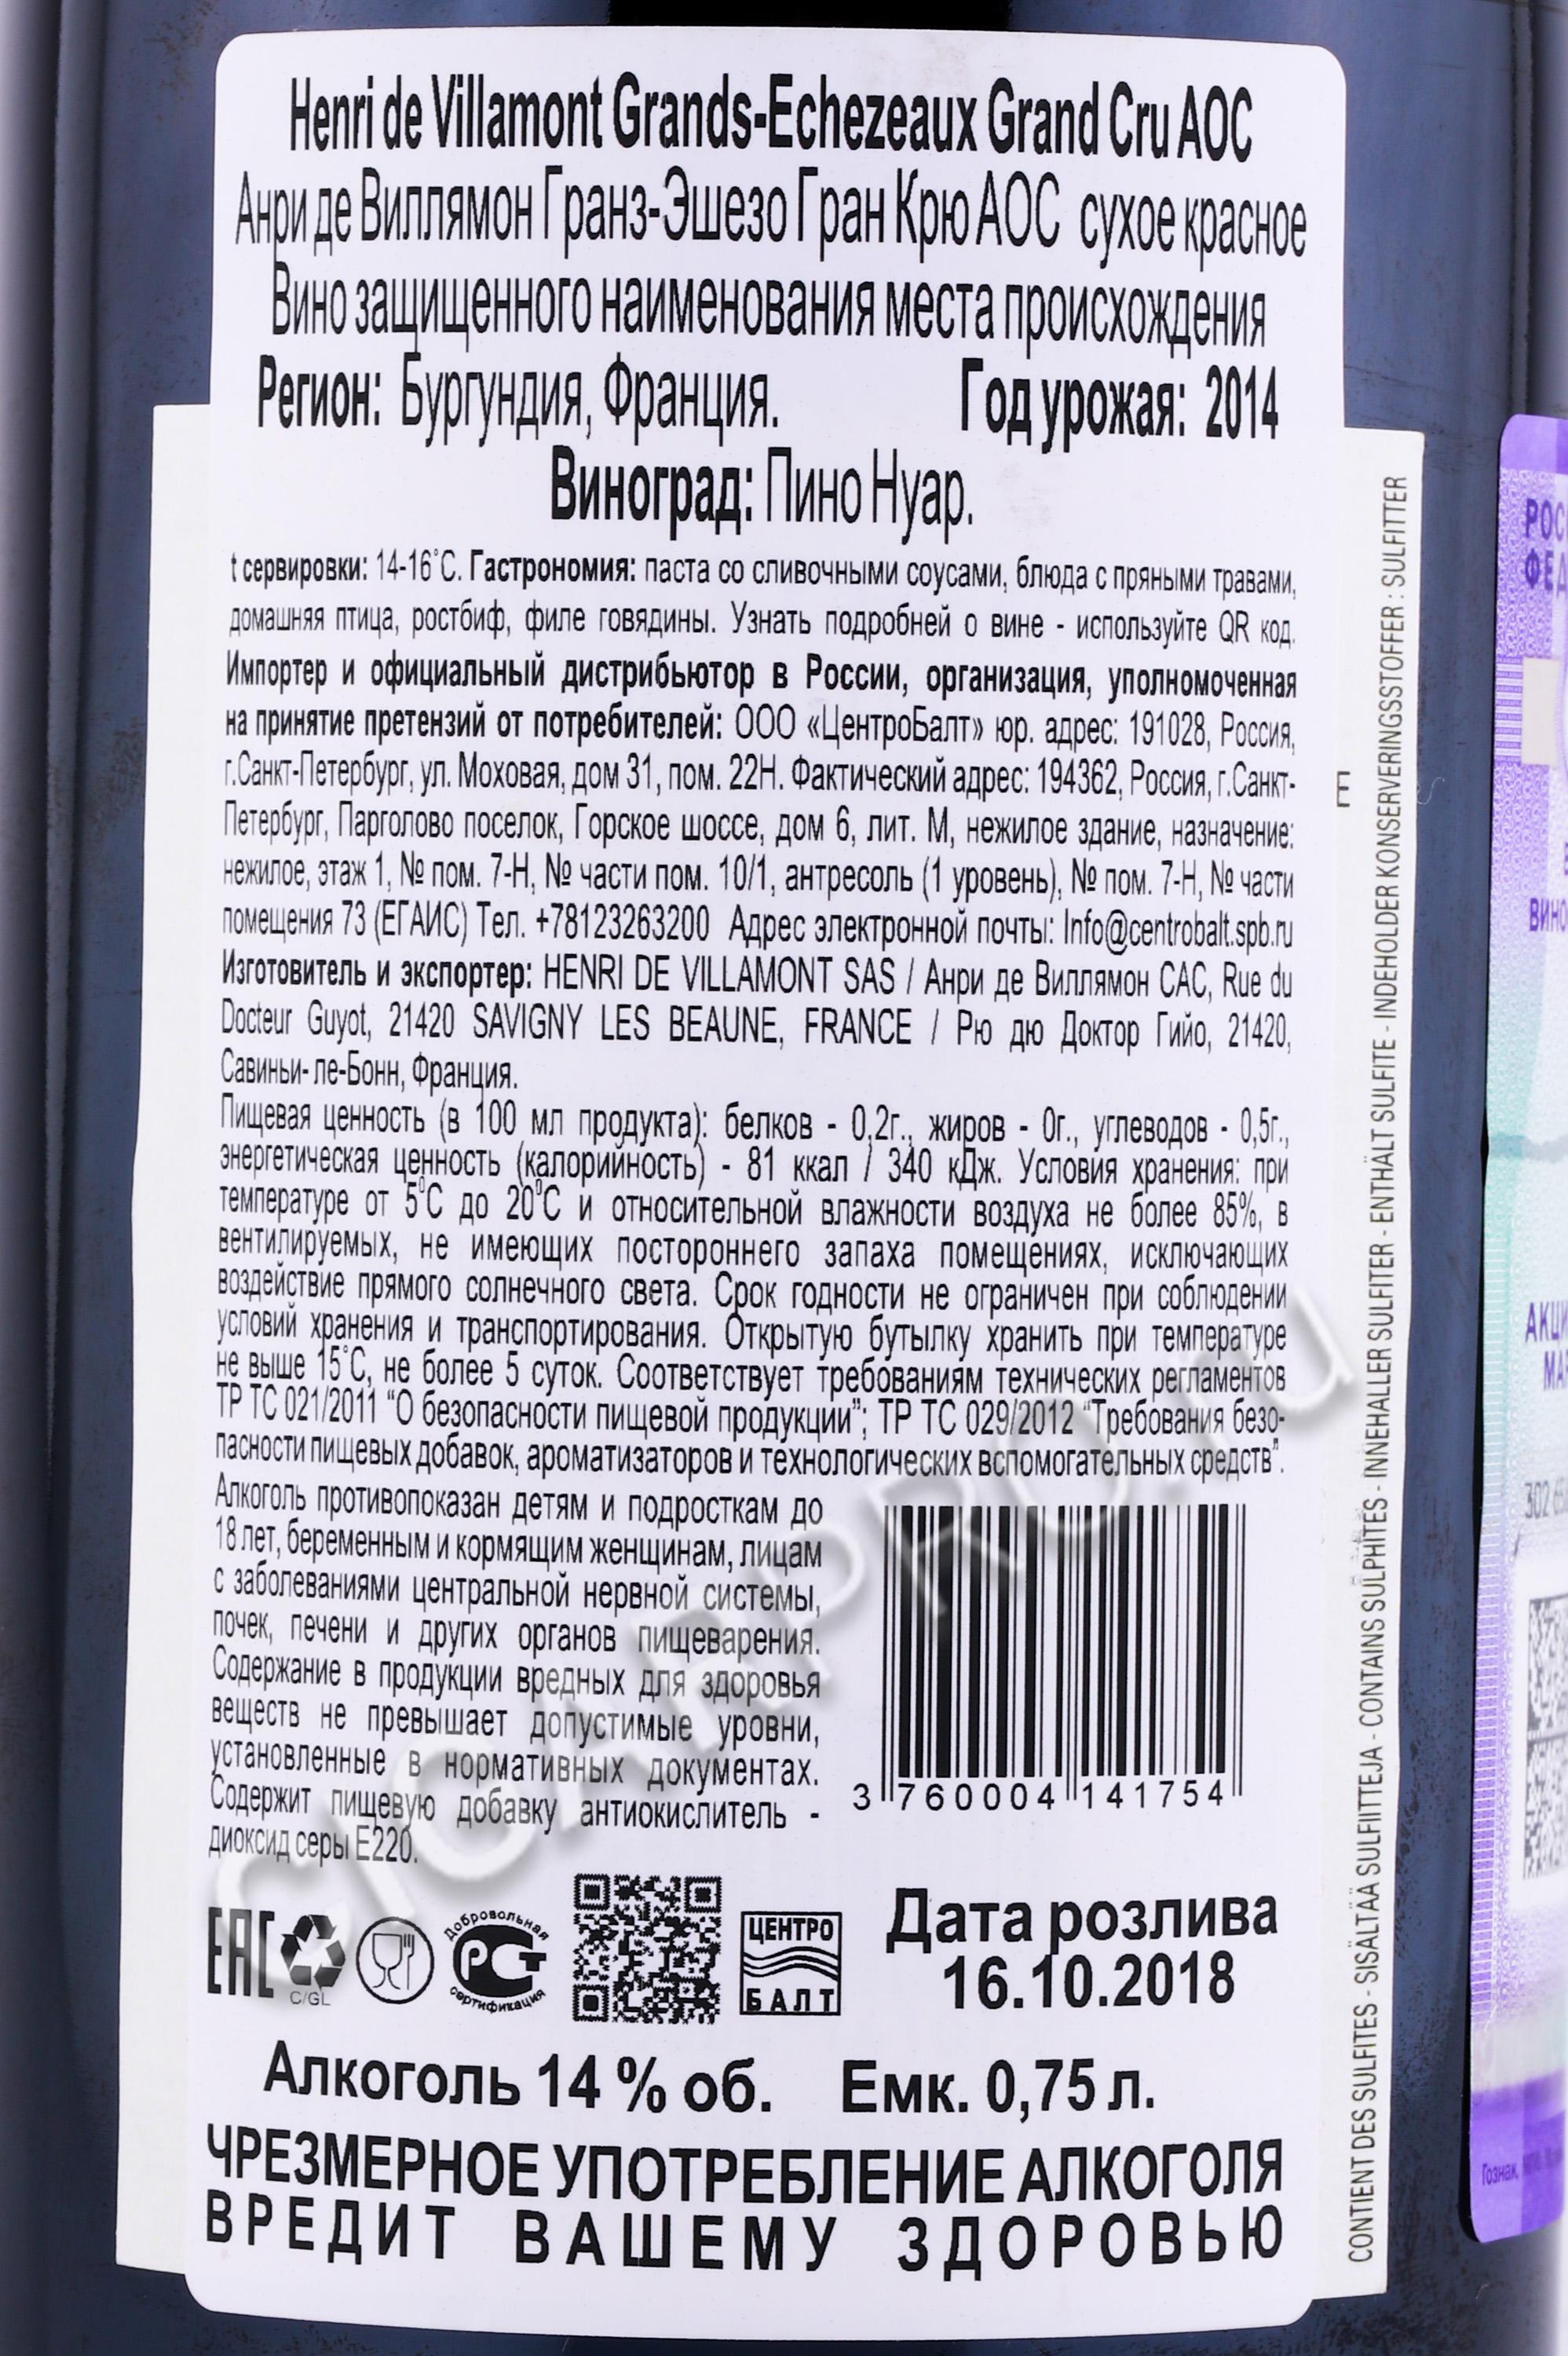 Henri de Villamont Grands-Echezeaux Grand Cru AOC
Анри де Виллямон Гранз-Эшезо Гран Крю АОС сухое красное
Вино защищенного наименования места происхождения
Регион: Бургундия, Франция. Год урожая: 2014
Виноград: Пино Нуар.
t сервировки: 14-16°С. Гастрономия: паста со сливочными соусами, блюда с пряными травами,
домашняя птица, ростбиф, филе говядины. Узнать подробней о вине - используйте QR код.
Импортер и официальный дистрибьютор в России, организация, уполномоченная
на принятие претензий от потребителей: ООО «ЦентроБалт» юр. адрес: 191028, Россия,
г.Санкт-Петербург, ул. Моховая, дом 31, пом. 22Н. Фактический адрес: 194362, Россия, г.Санкт-
Петербург, Парголово поселок, Горское шоссе, дом 6, лит. М, нежилое здание, назначение:
нежилое, этаж 1, № пом. 7-Н, № части пом. 10/1, антресоль (1 уровень), № пом. 7-Н, № части
помещения 73 (ЕГАИС) Тел. +78123263200 Адрес электронной почты: Info@centrobalt.spb.ru
Изготовитель и экспортер: HENRI DE VILLAMONT SAS / Анри де Виллямон САС, Rue du
Docteur Guyot, 21420 SAVIGNY LES BEAUNE, FRANCE / Рю дю Доктор Гийо, 21420,
Савиньи- ле-Бонн, Франция.
Пищевая ценность (в 100 мл продукта): белков - 0,2г., жиров - 0г., углеводов - 0,5г.,
энергетическая ценность (калорийность) - 81 ккал / 340 кДж. Условия хранения: при
температуре от 5°С до 20°С и относительной влажности воздуха не более 85%, в
вентилируемых, не имеющих постороннего запаха помещениях, исключающих
воздействие прямого солнечного света. Срок годности не ограничен при соблюдении
условий хранения и транспортирования. Открытую бутылку хранить при температуре
не выше 15°С, не более 5 суток. Соответствует требованиям технических регламентов
ТР ТС 021/2011 "О безопасности пищевой продукции"; ТР ТС 029/2012 "Требования безо-
пасности пищевых добавок, ароматизаторов и технологических вспомогательных средств".
Алкоголь противопоказан детям и подросткам до
18 лет, беременным и кормящим женщинам, лицам
с заболеваниями центральной нервной системы,
почек, печени и других органов пищеварения.
Содержание в продукции вредных для здоровья
веществ не превышает допустимые уровни,
установленные в нормативных документах.
Содержит пищевую добавку антиокислитель -
диоксид серы Е220.
3 760004 141754
ЕАС
C/GL
Добровольная
РСТ
сертификация
ЦЕНТРО
БАЛТ
Дата розлива
16.10.2018
Алкоголь 14 % об. Емк. 0,75 л.
ЧРЕЗМЕРНОЕ УПОТРЕБЛЕНИЕ АЛКОГОЛЯ
ВРЕДИТ ВАШЕМУ ЗДОРОВЬЮ
CONTIENT DES SULFITES - SISÄLTÄÄ SULFIITTEJA - CONTAINS SULPHITES - INNEHALLER SULFITER - ENTHÄLT SULFITE - INDEHOLDER KONSERVERINGSSTOFFER : SULFITTER
E
CIGARPRO.ru
РОС
ФЕД
ВИНО
АКЦИ
МАР
Гознак,